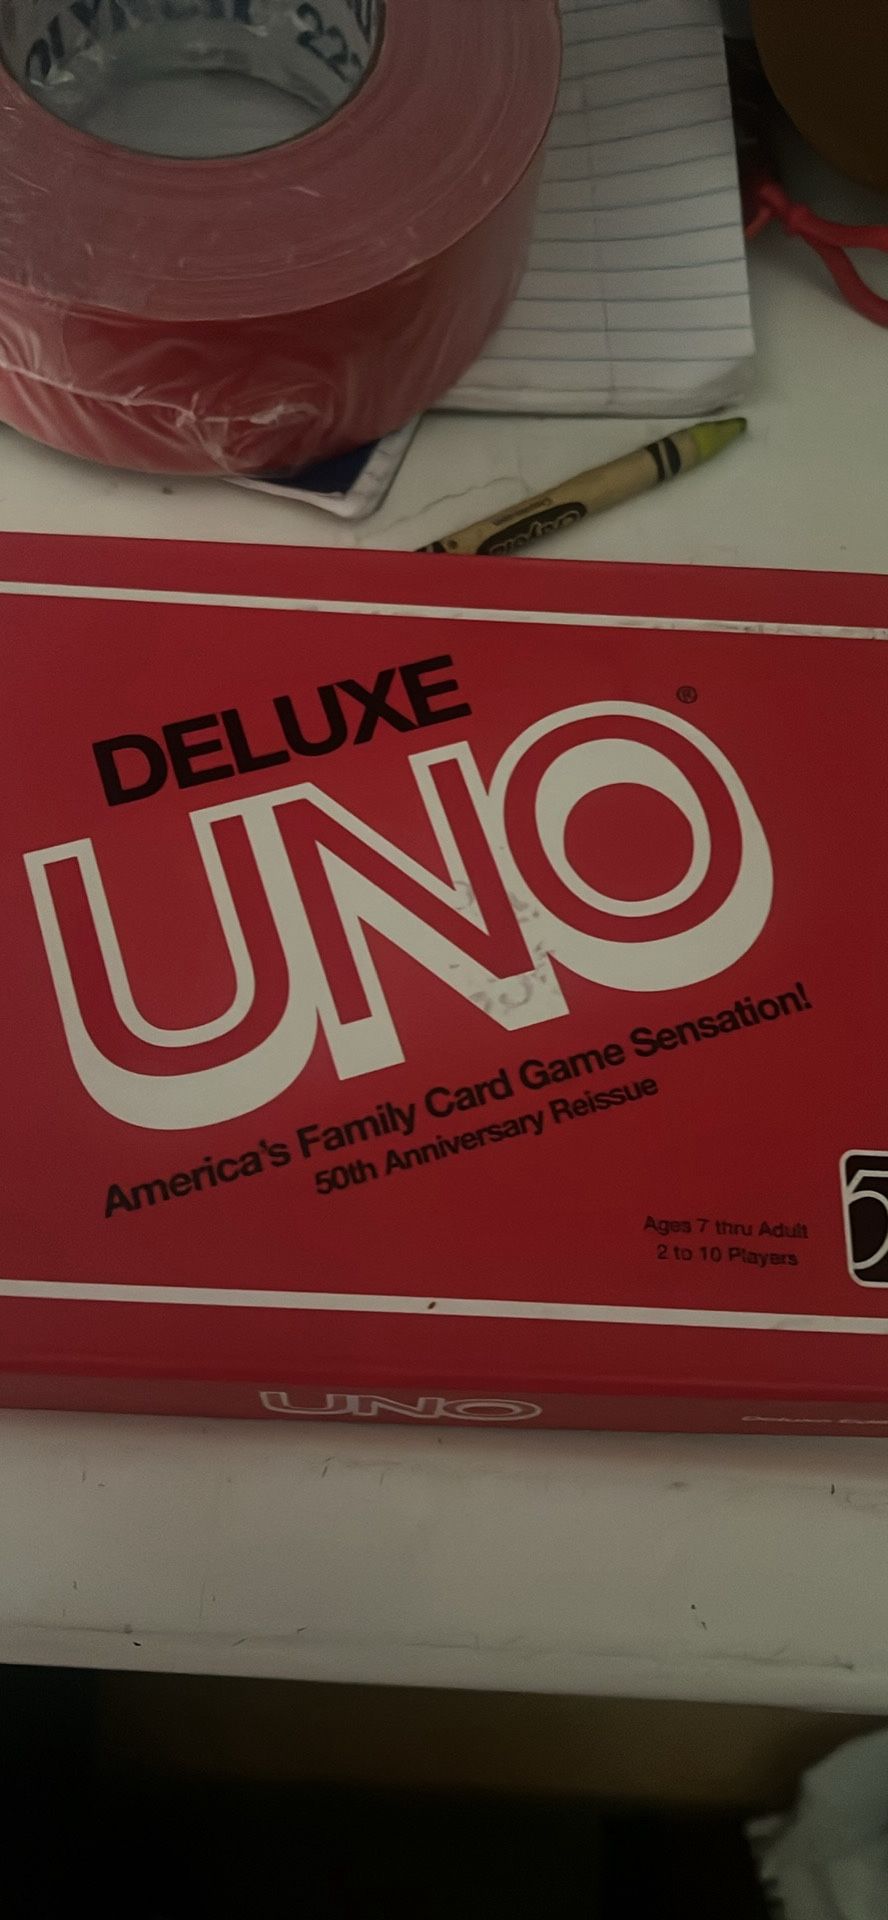 DELUXE
UNO®
America's Family Card Game Sensation!
50th Anniversary Reissue
Ages 7 thru Adult
2 to 10 Players
UNO